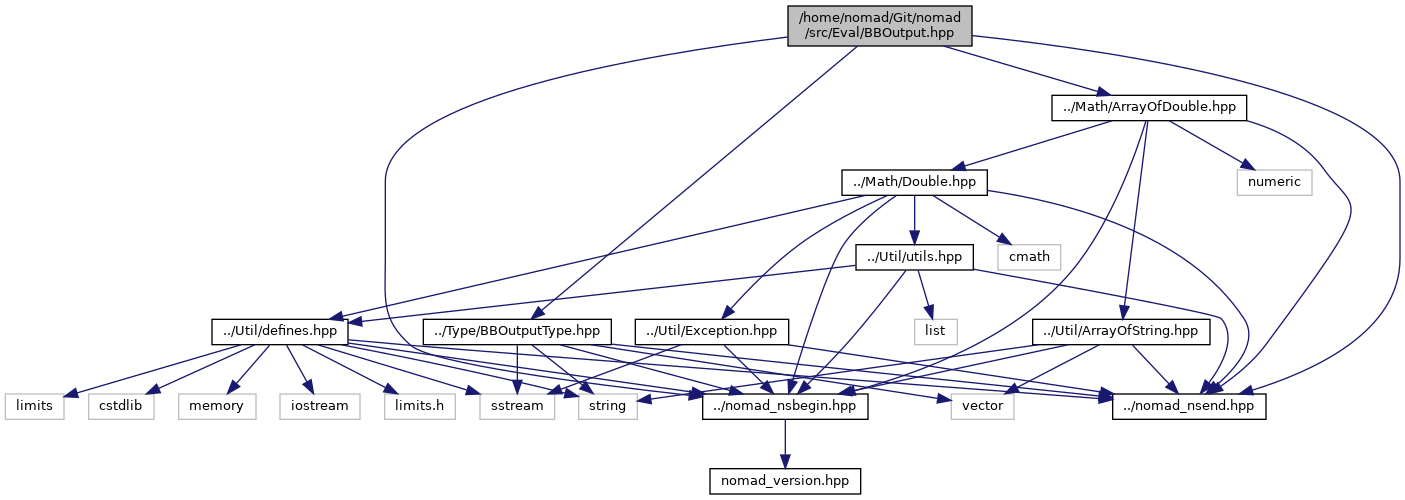 /home/nomad/Git/nomad
/src/Eval/BBOutput.hpp
../Math/ArrayOfDouble.hpp
../Math/Double.hpp
numeric
../Util/utils.hpp
cmath
../Util/defines.hpp
../Type/BBOutputType.hpp
../Util/Exception.hpp
list
../Util/ArrayOfString.hpp
limits
cstdlib
memory
iostream
limits.h
sstream
string
../nomad_nsbegin.hpp
vector
../nomad_nsend.hpp
nomad_version.hpp